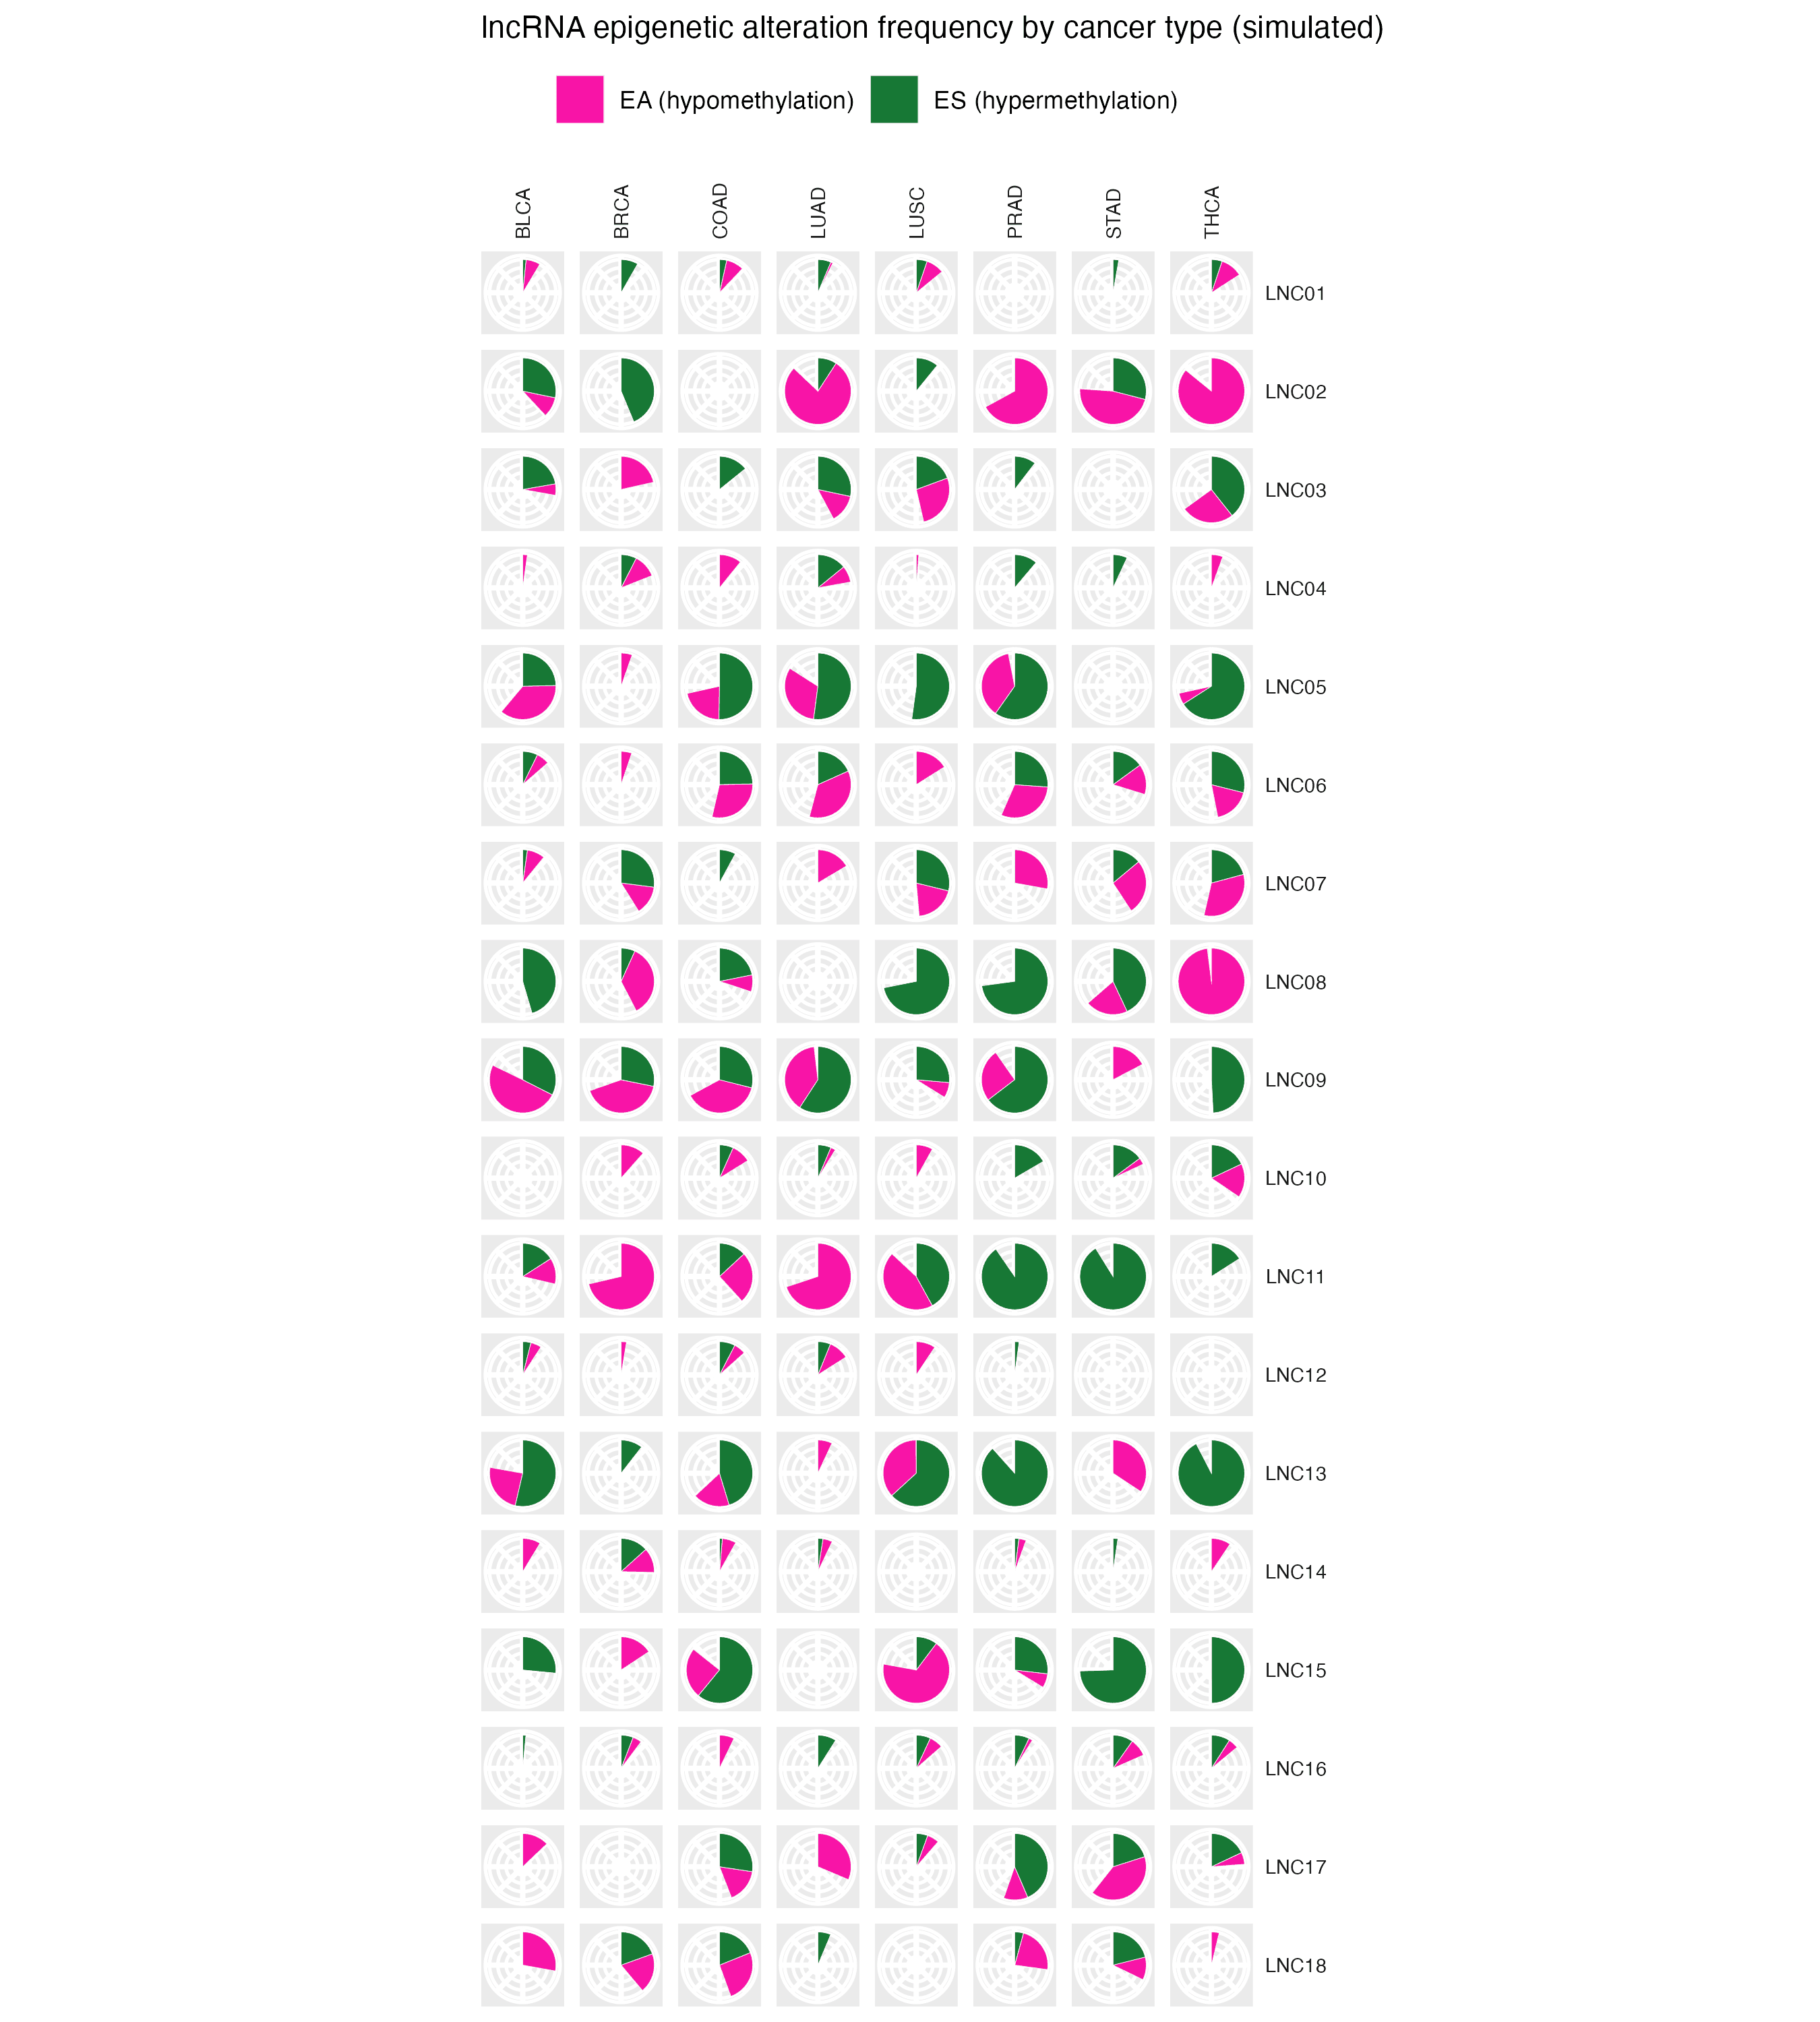 lncRNA epigenetic alteration frequency by cancer type (simulated)
EA (hypomethylation) ES (hypermethylation)
BLCA BRCA COAD LUAD LUSC PRAD STAD THCA
LNC01
LNC02
LNC03
LNC04
LNC05
LNC06
LNC07
LNC08
LNC09
LNC10
LNC11
LNC12
LNC13
LNC14
LNC15
LNC16
LNC17
LNC18